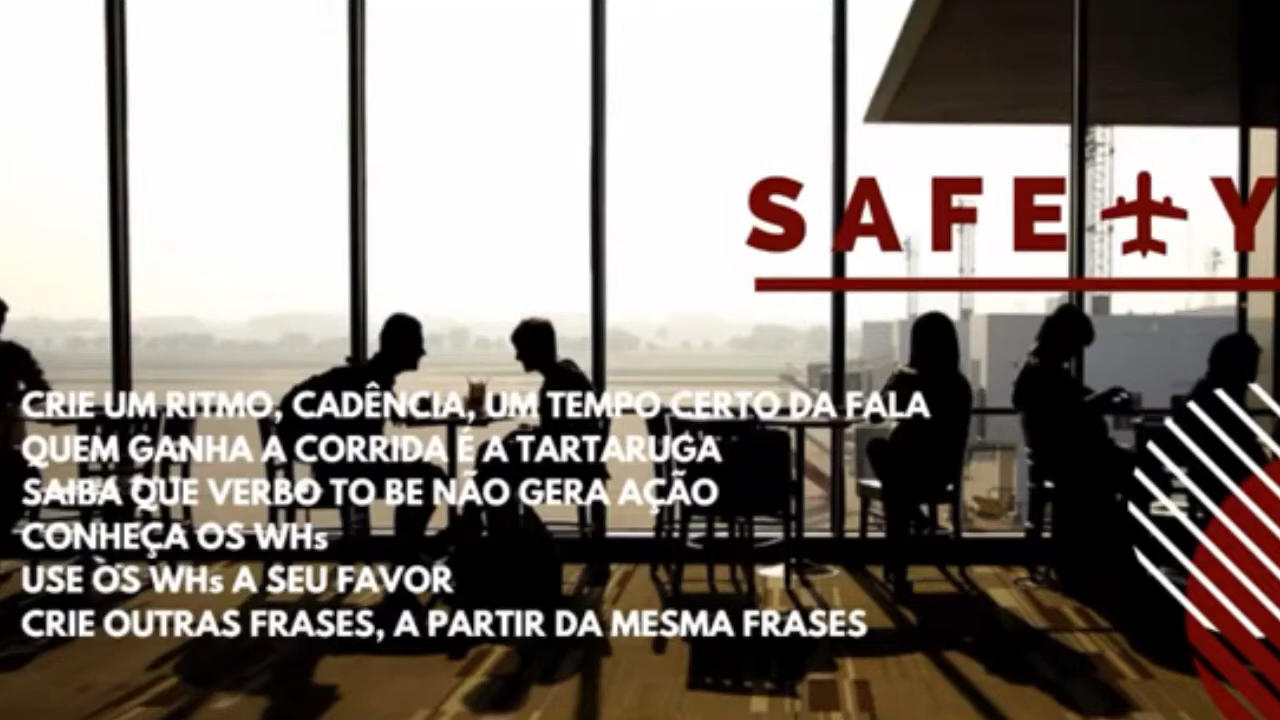 SAFETY
CRIE UM RITMO, CADÊNCIA, UM TEMPO CERTO DA FALA
QUEM GANHA A CORRIDA É A TARTARUGA
SAIBA QUE VERBO TO BE NÃO GERA AÇÃO
CONHEÇA OS WHs
USE OS WHs A SEU FAVOR
CRIE OUTRAS FRASES, A PARTIR DA MESMA FRASES